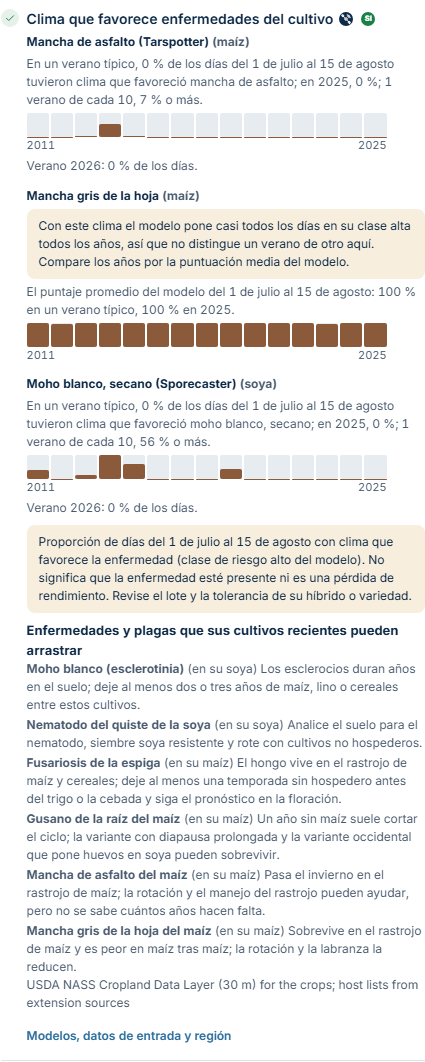 Clima que favorece enfermedades del cultivo SI
Mancha de asfalto (Tarspotter) (maíz)
En un verano típico, 0 % de los días del 1 de julio al 15 de agosto
tuvieron clima que favoreció mancha de asfalto; en 2025, 0 %; 1
verano de cada 10, 7 % o más.
2011 2025
Verano 2026: 0 % de los días.
Mancha gris de la hoja (maíz)
Con este clima el modelo pone casi todos los días en su clase alta
todos los años, así que no distingue un verano de otro aquí.
Compare los años por la puntuación media del modelo.
El puntaje promedio del modelo del 1 de julio al 15 de agosto: 100 %
en un verano típico, 100 % en 2025.
2011 2025
Moho blanco, secano (Sporecaster) (soya)
En un verano típico, 0 % de los días del 1 de julio al 15 de agosto
tuvieron clima que favoreció moho blanco, secano; en 2025, 0 %; 1
verano de cada 10, 56 % o más.
2011 2025
Verano 2026: 0 % de los días.
Proporción de días del 1 de julio al 15 de agosto con clima que
favorece la enfermedad (clase de riesgo alto del modelo). No
significa que la enfermedad esté presente ni es una pérdida de
rendimiento. Revise el lote y la tolerancia de su híbrido o variedad.
Enfermedades y plagas que sus cultivos recientes pueden
arrastrar
Moho blanco (esclerotinia) (en su soya) Los esclerocios duran años
en el suelo; deje al menos dos o tres años de maíz, lino o cereales
entre estos cultivos.
Nematodo del quiste de la soya (en su soya) Analice el suelo para el
nematodo, siembre soya resistente y rote con cultivos no hospederos.
Fusariosis de la espiga (en su maíz) El hongo vive en el rastrojo de
maíz y cereales; deje al menos una temporada sin hospedero antes
del trigo o la cebada y siga el pronóstico en la floración.
Gusano de la raíz del maíz (en su maíz) Un año sin maíz suele cortar
el ciclo; la variante con diapausa prolongada y la variante occidental
que pone huevos en soya pueden sobrevivir.
Mancha de asfalto del maíz (en su maíz) Pasa el invierno en el
rastrojo de maíz; la rotación y el manejo del rastrojo pueden ayudar,
pero no se sabe cuántos años hacen falta.
Mancha gris de la hoja del maíz (en su maíz) Sobrevive en el rastrojo
de maíz y es peor en maíz tras maíz; la rotación y la labranza la
reducen.
USDA NASS Cropland Data Layer (30 m) for the crops; host lists from
extension sources
Modelos, datos de entrada y región